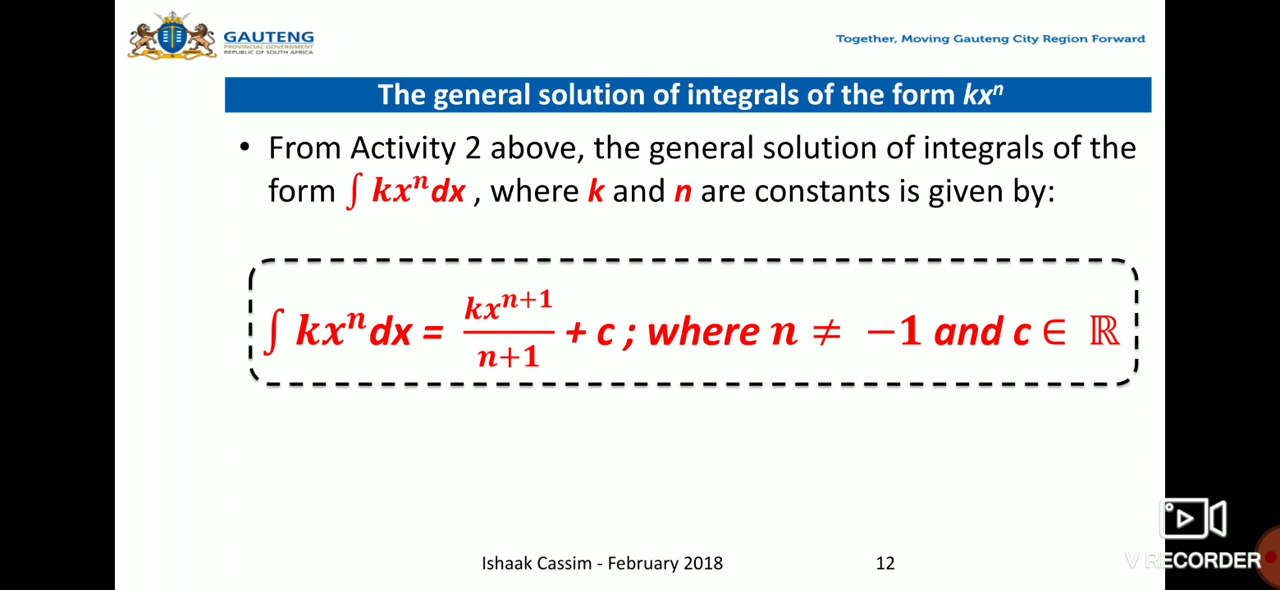 GAUTENG
PROVINCIAL GOVERNMENT
REPUBLIC OF SOUTH AFRICA
Together, Moving Gauteng City Region Forward
The general solution of integrals of the form kxⁿ
• From Activity 2 above, the general solution of integrals of the
form ∫ kxⁿdx , where k and n are constants is given by:
∫ kxⁿdx = kxⁿ⁺¹/n+1 + c ; where n ≠ −1 and c ∈ ℝ
Ishaak Cassim - February 2018
12
V RECORDER